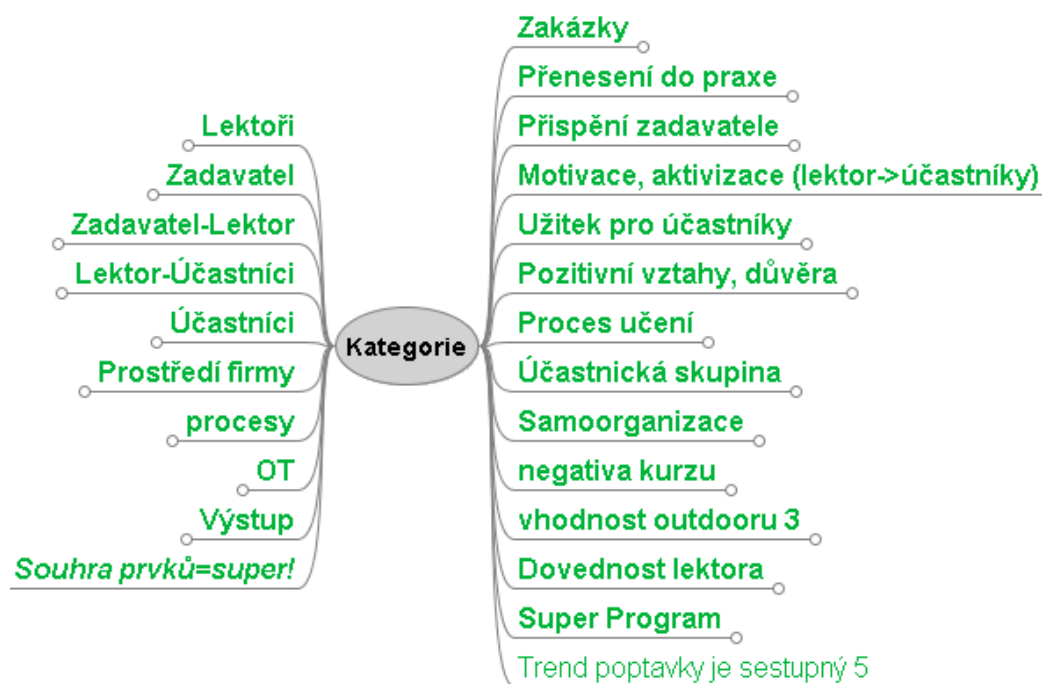 Lektoři
Zadavatel
Zadavatel-Lektor
Lektor-Účastníci
Účastníci
Prostředí firmy
procesy
OT
Výstup
Souhra prvků=super!
Kategorie
Zakázky
Přenesení do praxe
Přispění zadavatele
Motivace, aktivizace (lektor->účastníky)
Užitek pro účastníky
Pozitivní vztahy, důvěra
Proces učení
Účastnická skupina
Samoorganizace
negativa kurzu
vhodnost outdooru 3
Dovednost lektora
Super Program
Trend poptavky je sestupný 5